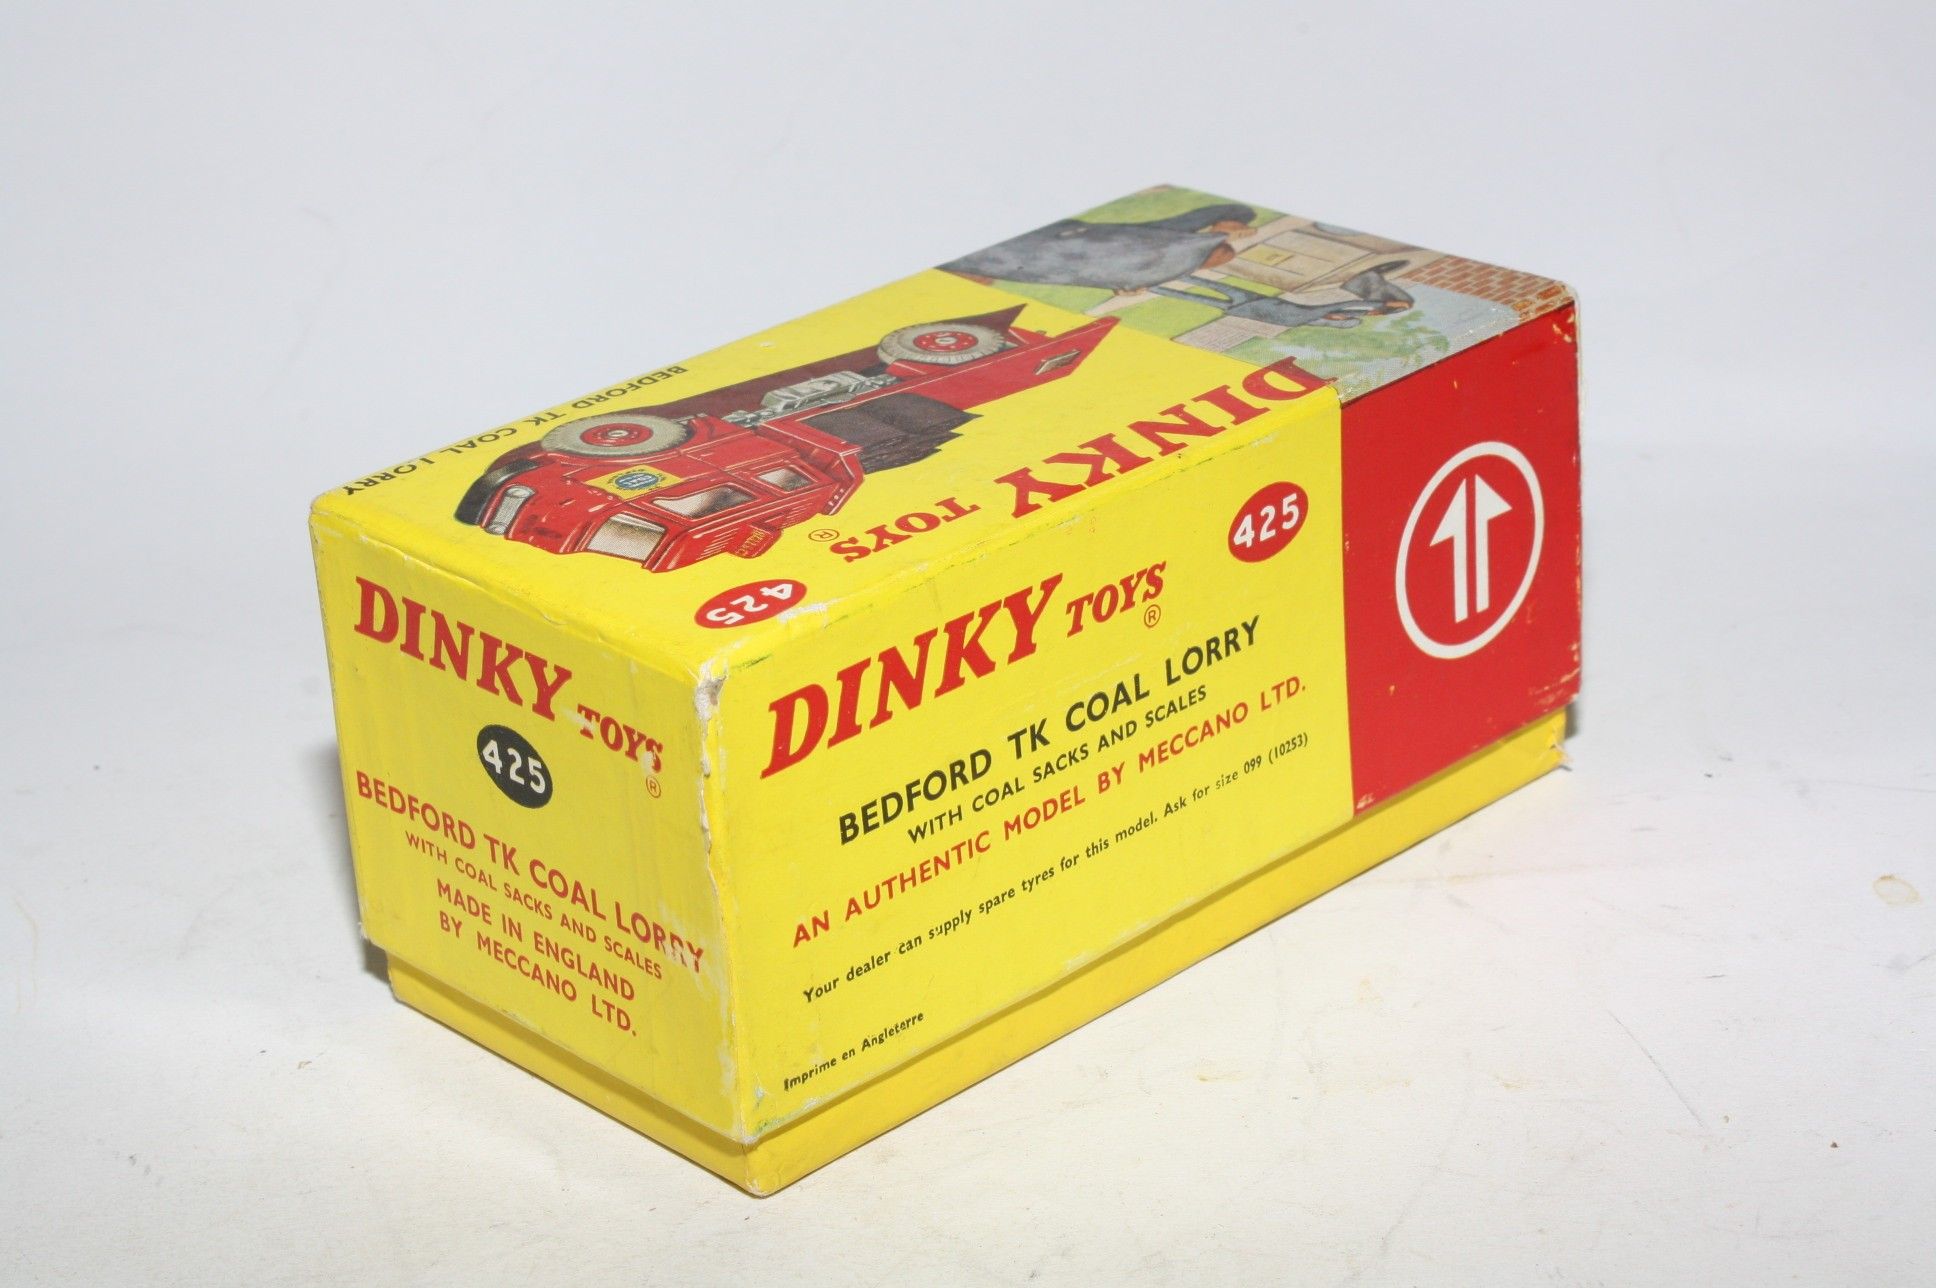 BEDFORD TK COAL LORRY
DINKY TOYS ®
425
DINKY TOYS ®
425
BEDFORD TK COAL LORRY
WITH COAL SACKS AND SCALES
MADE IN ENGLAND
BY MECCANO LTD.
DINKY TOYS ®
425
BEDFORD TK COAL LORRY
WITH COAL SACKS AND SCALES
AN AUTHENTIC MODEL BY MECCANO LTD.
Your dealer can supply spare tyres for this model. Ask for size 099 (10253)
Imprime en Angleterre